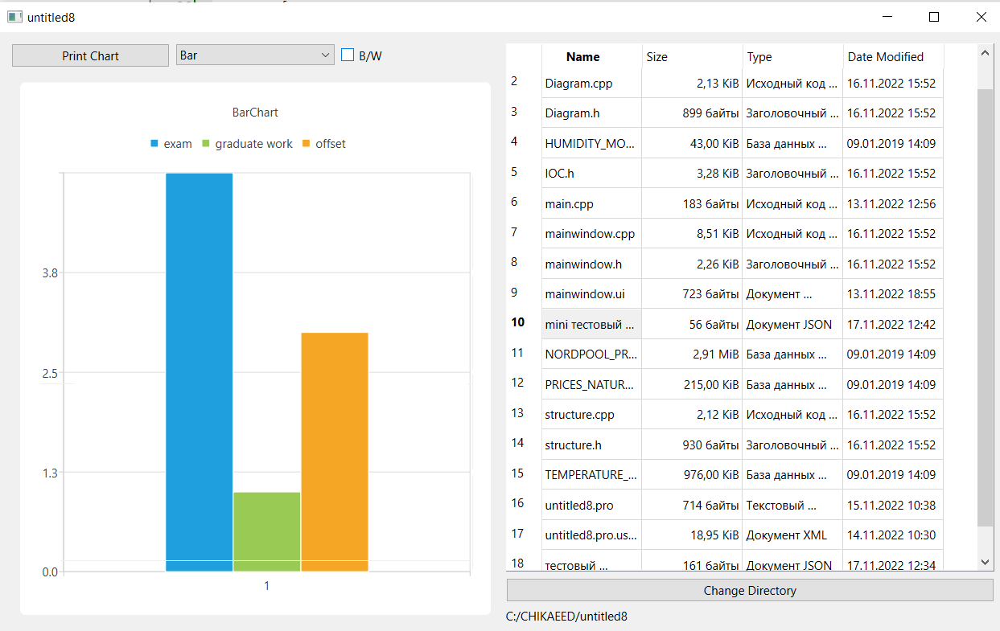 untitled8
Print Chart
Bar
B/W
BarChart
exam graduate work offset
3.8
2.5
1.3
0.0
1
Name Size Type Date Modified
2 Diagram.cpp 2,13 KiB Исходный код ... 16.11.2022 15:52
3 Diagram.h 899 байты Заголовочный ... 16.11.2022 15:52
4 HUMIDITY_MO... 43,00 KiB База данных ... 09.01.2019 14:09
5 IOC.h 3,28 KiB Заголовочный ... 16.11.2022 15:52
6 main.cpp 183 байты Исходный код ... 13.11.2022 12:56
7 mainwindow.cpp 8,51 KiB Исходный код ... 16.11.2022 15:52
8 mainwindow.h 2,26 KiB Заголовочный ... 16.11.2022 15:52
9 mainwindow.ui 723 байты Документ ... 13.11.2022 18:55
10 mini тестовый ... 56 байты Документ JSON 17.11.2022 12:42
11 NORDPOOL_PR... 2,91 MiB База данных ... 09.01.2019 14:09
12 PRICES_NATUR... 215,00 KiB База данных ... 09.01.2019 14:09
13 structure.cpp 2,12 KiB Исходный код ... 16.11.2022 15:52
14 structure.h 930 байты Заголовочный ... 16.11.2022 15:52
15 TEMPERATURE_... 976,00 KiB База данных ... 09.01.2019 14:09
16 untitled8.pro 714 байты Текстовый ... 15.11.2022 10:38
17 untitled8.pro.us... 18,95 KiB Документ XML 14.11.2022 10:30
18 тестовый ... 161 байты Документ JSON 17.11.2022 12:34
Change Directory
C:/CHIKAEED/untitled8